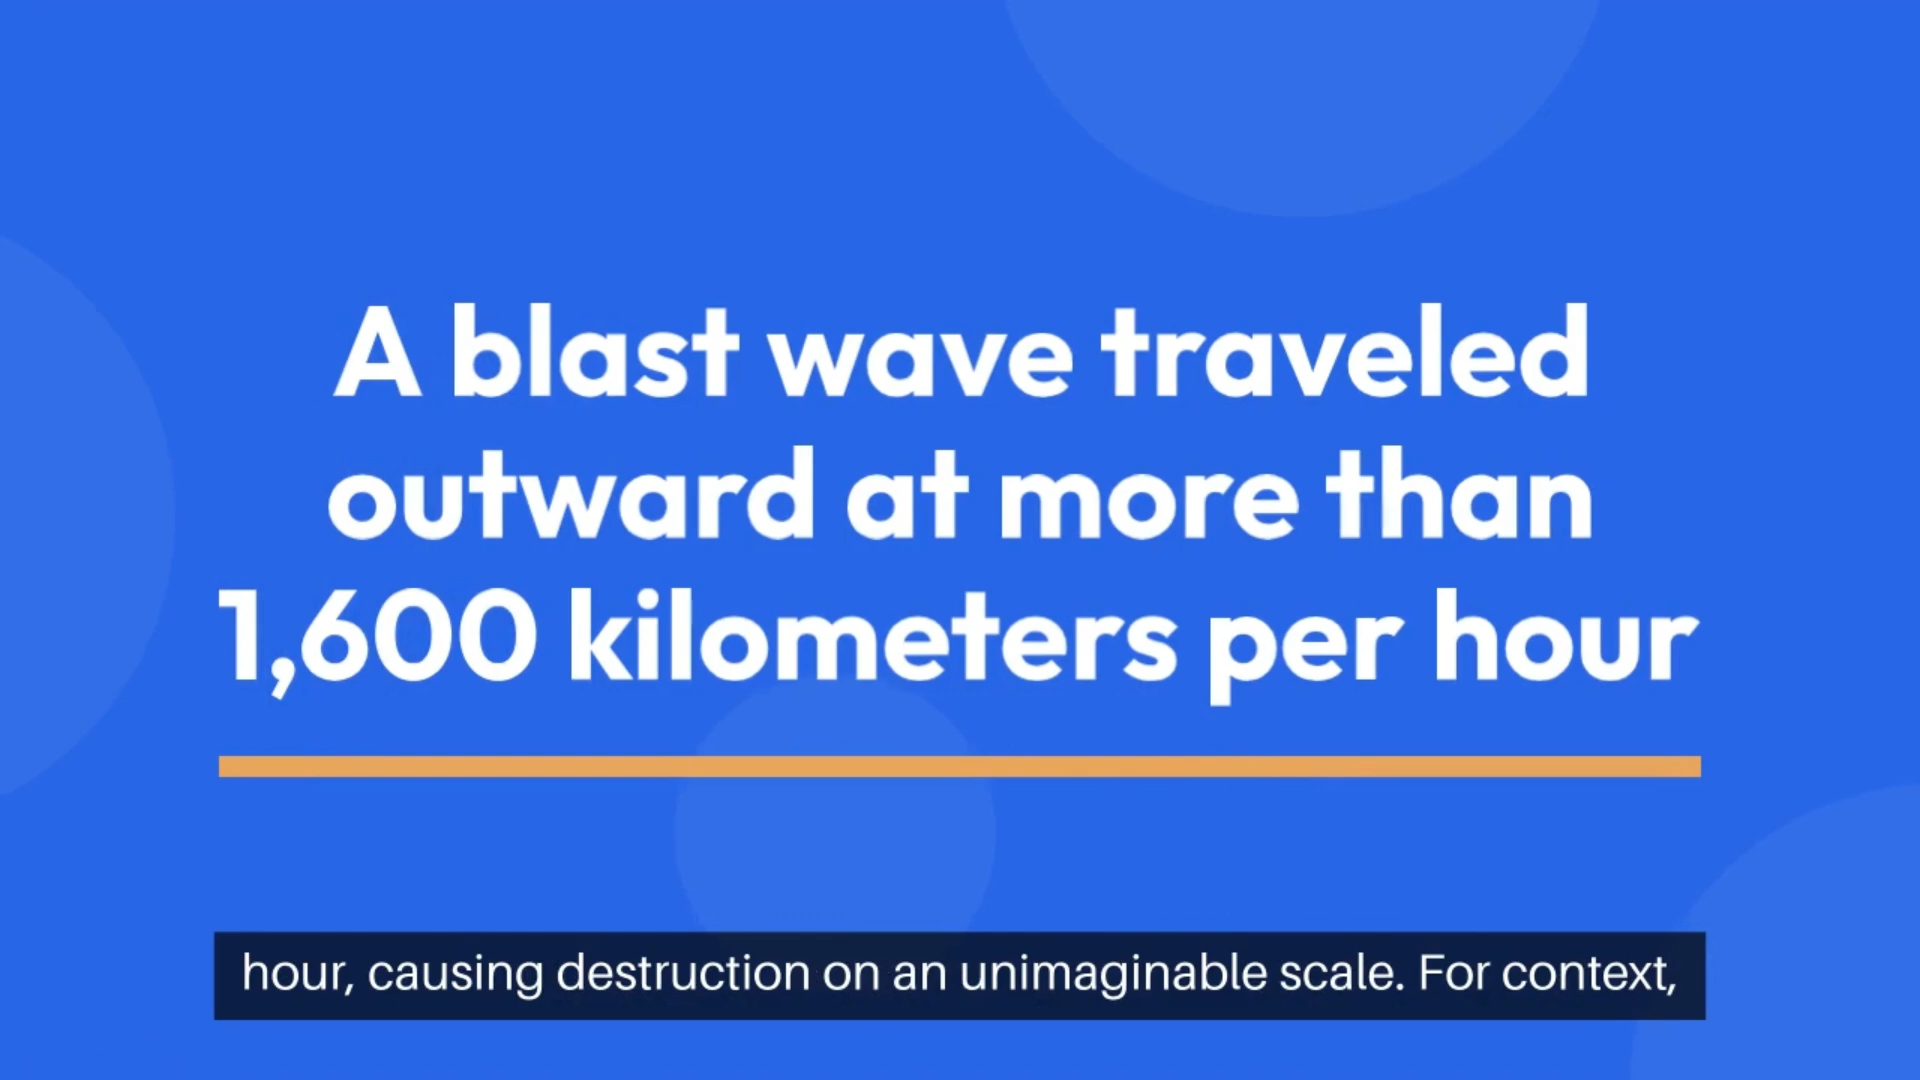 A blast wave traveled
outward at more than
1,600 kilometers per hour
hour, causing destruction on an unimaginable scale. For context,